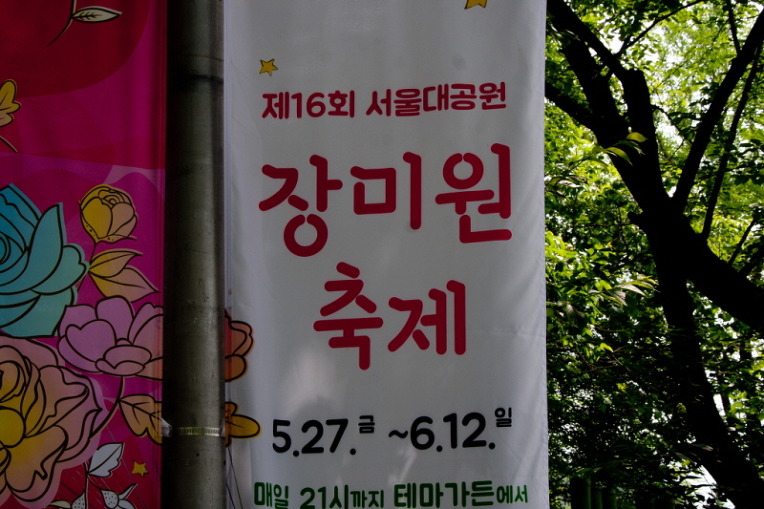 제16회 서울대공원
장미원
축제
5.27.금 ~6.12.일
매일 21시까지 테마가든에서